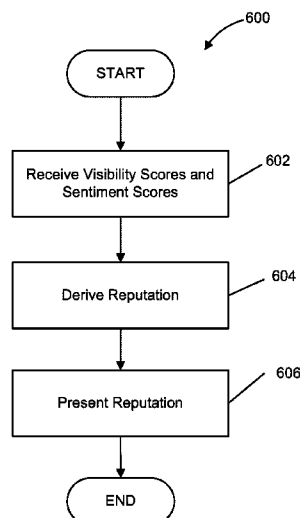 600
START
Receive Visibility Scores and
Sentiment Scores
602
Derive Reputation
604
Present Reputation
606
END